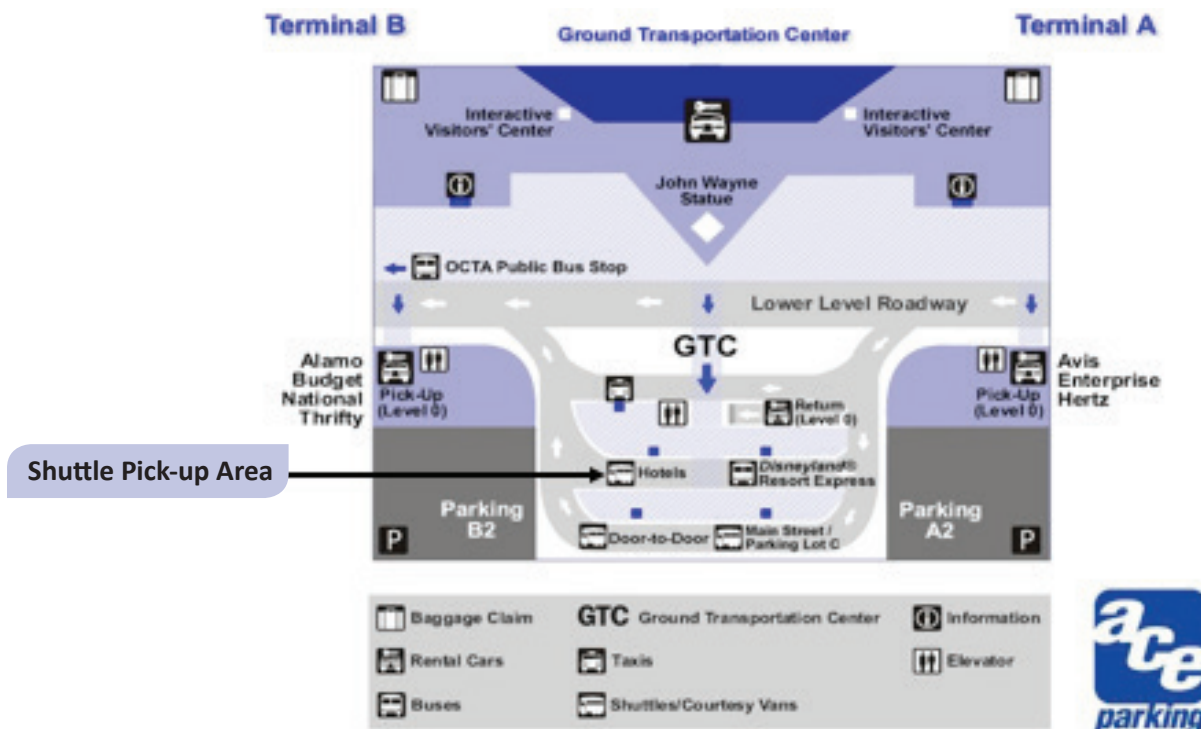 Terminal B
Ground Transportation Center
Terminal A
Interactive
Visitors' Center
Interactive
Visitors' Center
John Wayne
Statue
OCTA Public Bus Stop
Lower Level Roadway
GTC
Alamo
Budget
National
Thrifty
Pick-Up
(Level 0)
Return
(Level 0)
Pick-Up
(Level 0)
Avis
Enterprise
Hertz
Shuttle Pick-up Area
Hotels
Disneyland®
Resort Express
Parking
B2
P
Door-to-Door
Main Street /
Parking Lot C
Parking
A2
P
Baggage Claim
GTC Ground Transportation Center
Information
Rental Cars
Taxis
Elevator
Buses
Shuttles/Courtesy Vans
ace
parking